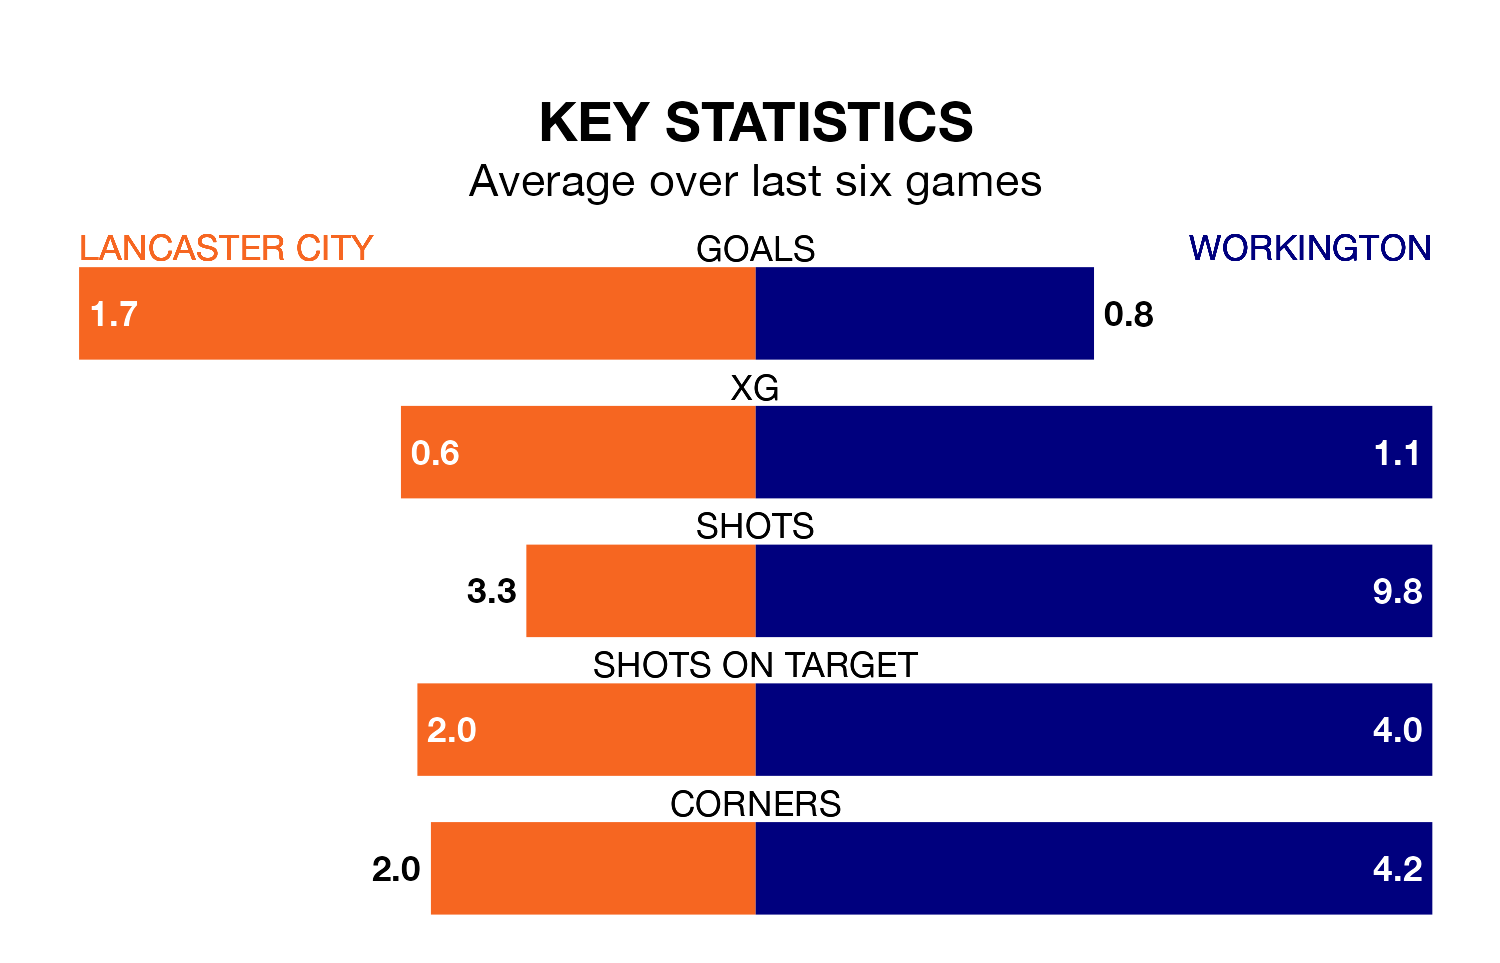 KEY STATISTICS
Average over last six games
LANCASTER CITY GOALS WORKINGTON
1.7 0.8
XG
0.6 1.1
SHOTS
3.3 9.8
SHOTS ON TARGET
2.0 4.0
CORNERS
2.0 4.2